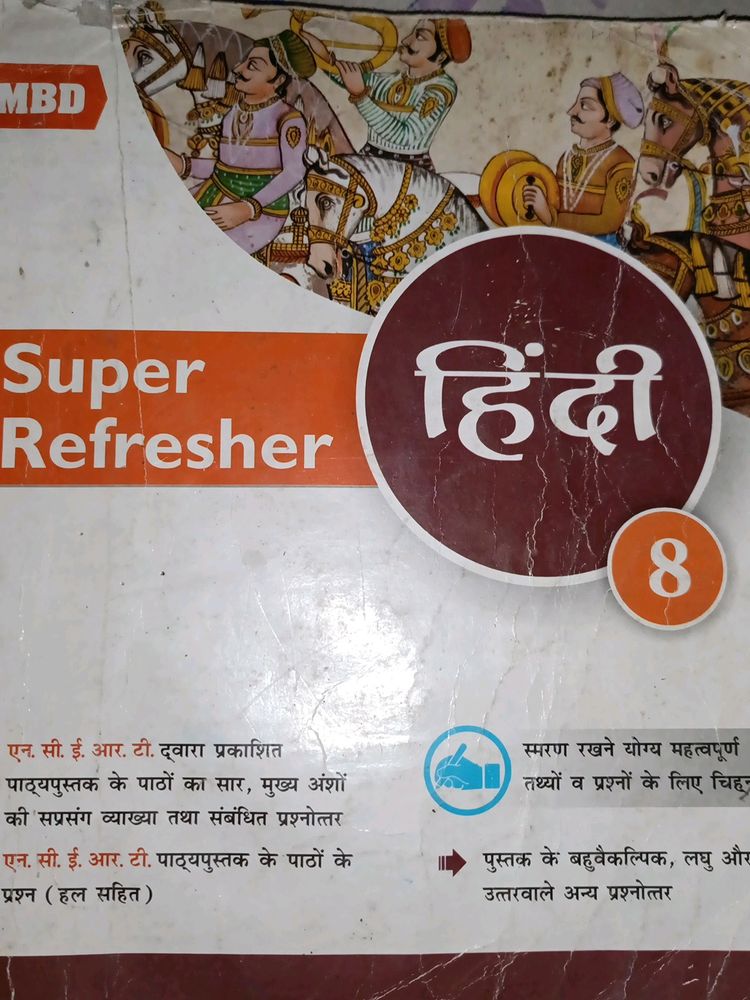 MBD
Super
Refresher
हिंदी
8
एन. सी. ई. आर. टी. द्वारा प्रकाशित
पाठ्यपुस्तक के पाठों का सार, मुख्य अंशों
की सप्रसंग व्याख्या तथा संबंधित प्रश्नोत्तर
एन. सी. ई. आर. टी. पाठ्यपुस्तक के पाठों के
प्रश्न (हल सहित)
स्मरण रखने योग्य महत्वपूर्ण
तथ्यों व प्रश्नों के लिए चिह्न
पुस्तक के बहुवैकल्पिक, लघु और
उत्तरवाले अन्य प्रश्नोत्तर